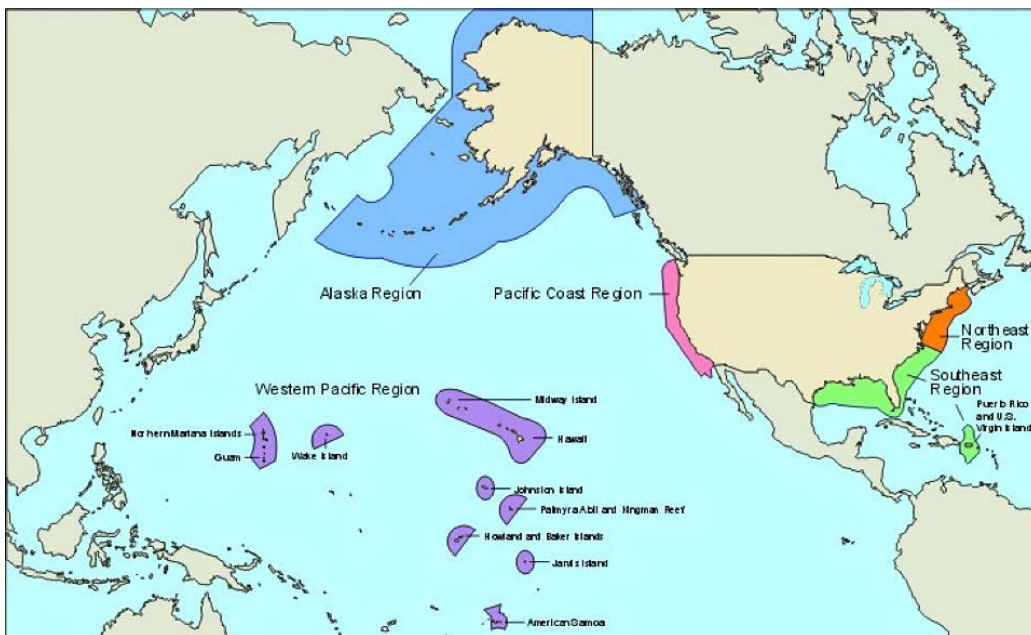 Alaska Region
Pacific Coast Region
Northeast
Region
Southeast
Region
Puerto Rico
and U.S.
Virgin Island
Western Pacific Region
Midway Island
Northern Mariana Islands
Guam
Wake Island
Hawaii
Johnston Island
Palmyra Atoll and Kingman Reef
Howland and Baker Islands
Jarvis Island
American Samoa